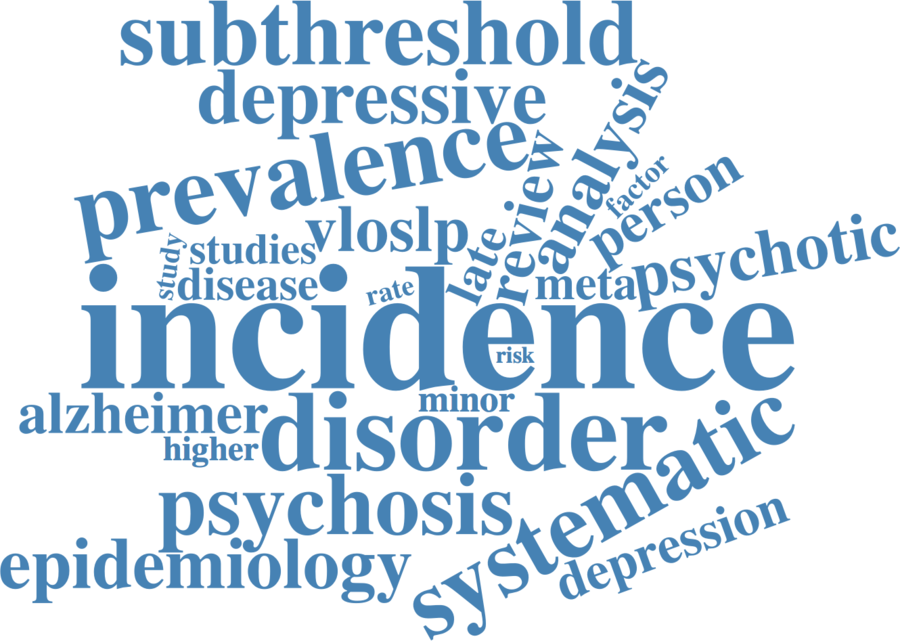 subthreshold
depressive
prevalence
analysis
review
factor
person
vloslp
late
study
studies
psychotic
disease
rate
meta
incidence
risk
minor
alzheimer
disorder
higher
systematic
psychosis
depression
epidemiology